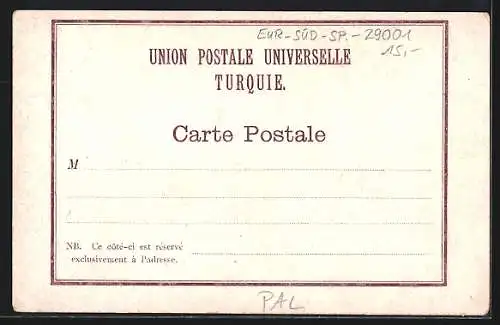 EUR-SÜD-SP.-29001
15,-
UNION POSTALE UNIVERSELLE
TURQUIE.
Carte Postale
M
NB. Ce côté-ci est réservé
exclusivement à l'adresse.
PAL